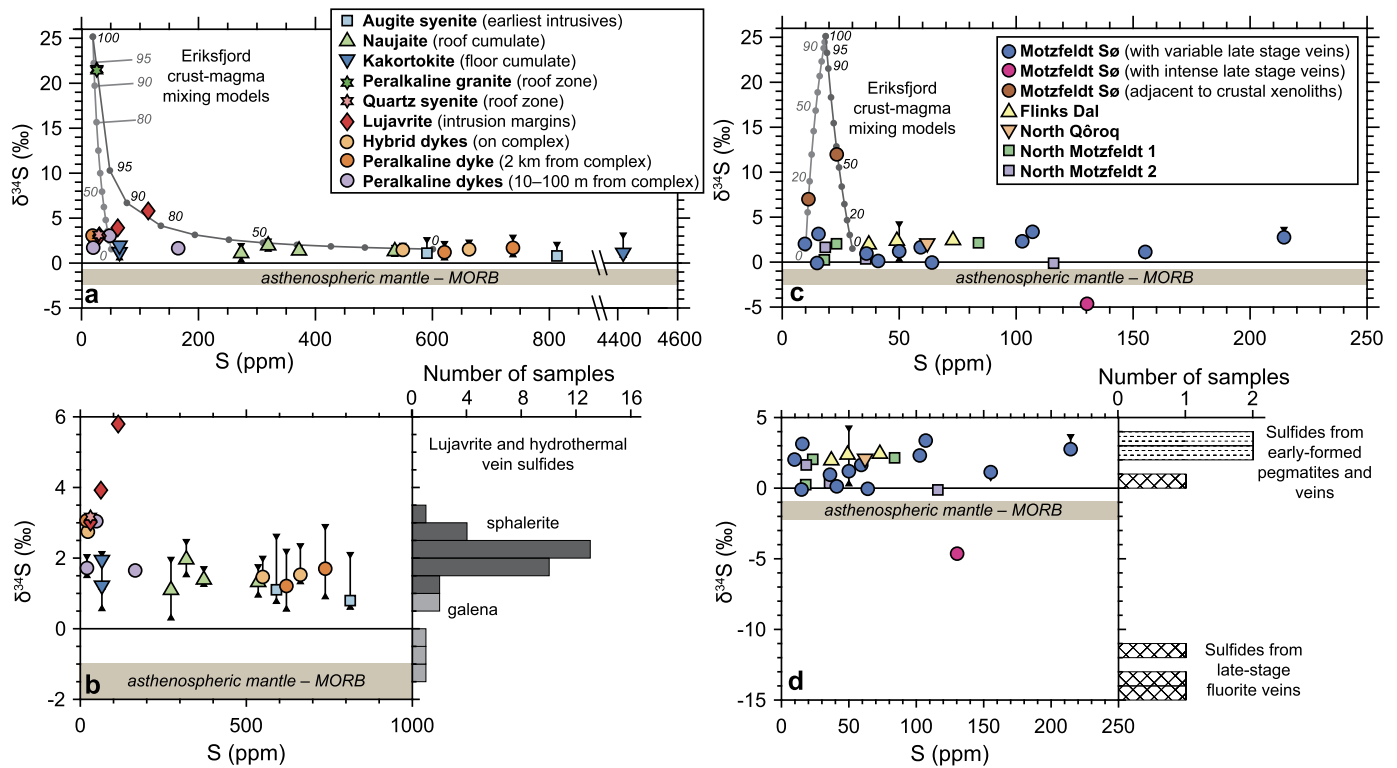 25
20
15
10
5
0
-5
δ³⁴S (‰)
100
95
90
80
50
0
95
90
80
50
0
Eriksfjord
crust-magma
mixing models
Augite syenite (earliest intrusives)
Naujaite (roof cumulate)
Kakortokite (floor cumulate)
Peralkaline granite (roof zone)
Quartz syenite (roof zone)
Lujavrite (intrusion margins)
Hybrid dykes (on complex)
Peralkaline dyke (2 km from complex)
Peralkaline dykes (10–100 m from complex)
asthenospheric mantle – MORB
a
0
200
400
600
800
4400
4600
S (ppm)
25
20
15
10
5
0
-5
δ³⁴S (‰)
90
50
20
0
100
95
90
50
20
0
Eriksfjord
crust-magma
mixing models
Motzfeldt Sø (with variable late stage veins)
Motzfeldt Sø (with intense late stage veins)
Motzfeldt Sø (adjacent to crustal xenoliths)
Flinks Dal
North Qôroq
North Motzfeldt 1
North Motzfeldt 2
asthenospheric mantle – MORB
c
0
50
100
150
200
250
S (ppm)
6
4
2
0
-2
δ³⁴S (‰)
asthenospheric mantle – MORB
b
0
500
1000
S (ppm)
Number of samples
0
4
8
12
16
Lujavrite and hydrothermal
vein sulfides
sphalerite
galena
5
0
-5
-10
-15
δ³⁴S (‰)
asthenospheric mantle – MORB
d
0
50
100
150
200
250
S (ppm)
Number of samples
0
1
2
Sulfides from
early-formed
pegmatites and
veins
Sulfides from
late-stage
fluorite veins